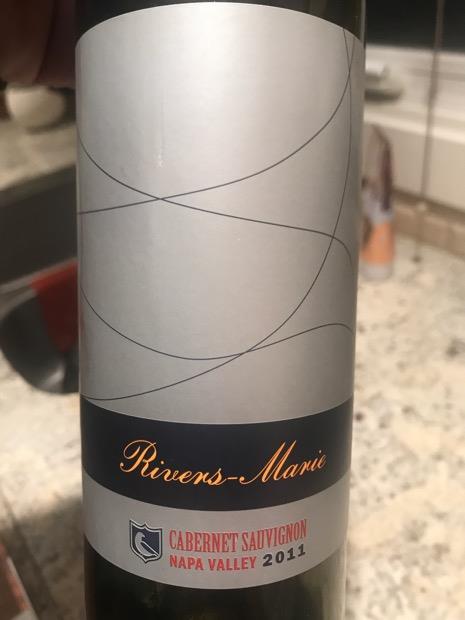 Rivers-Marie
CABERNET SAUVIGNON
NAPA VALLEY 2011